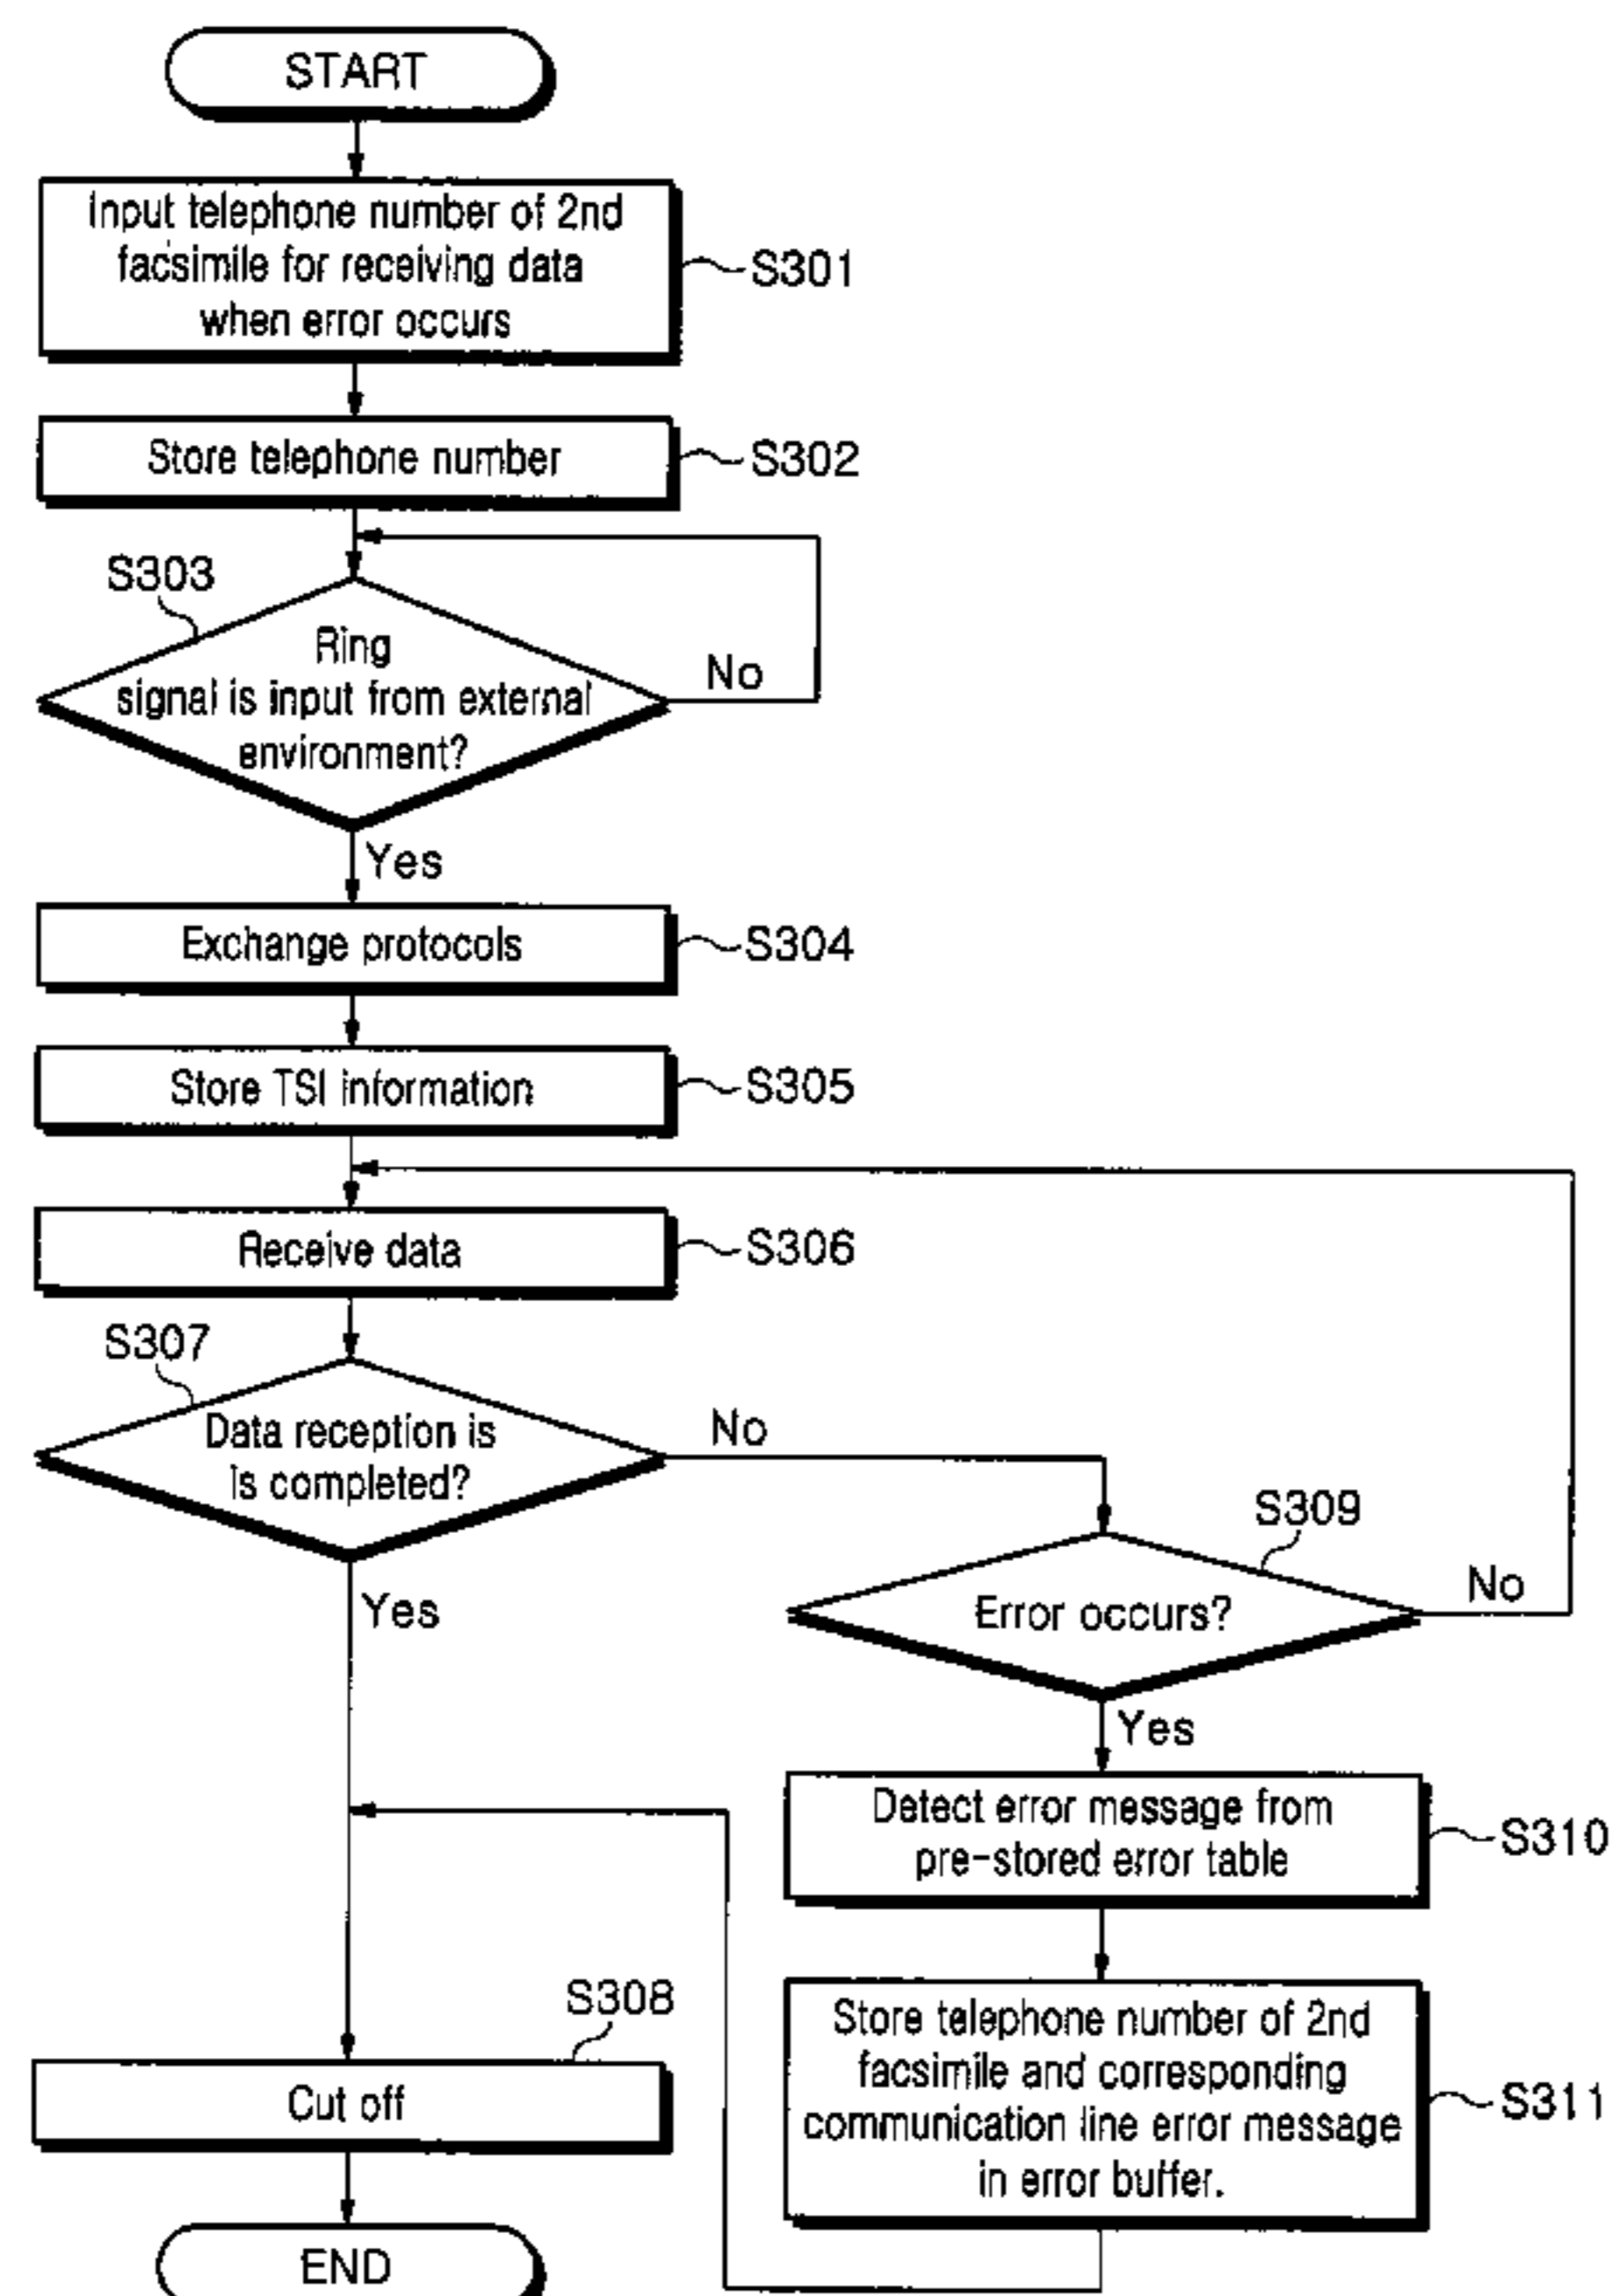 START
Input telephone number of 2nd
facsimile for receiving data
when error occurs
S301
Store telephone number
S302
S303
Ring
signal is input from external
environment?
No
Yes
Exchange protocols
S304
Store TSI information
S305
Receive data
S306
S307
Data reception is
is completed?
No
Yes
S309
Error occurs?
No
Yes
Detect error message from
pre-stored error table
S310
S308
Cut off
Store telephone number of 2nd
facsimile and corresponding
communication line error message
in error buffer.
S311
END